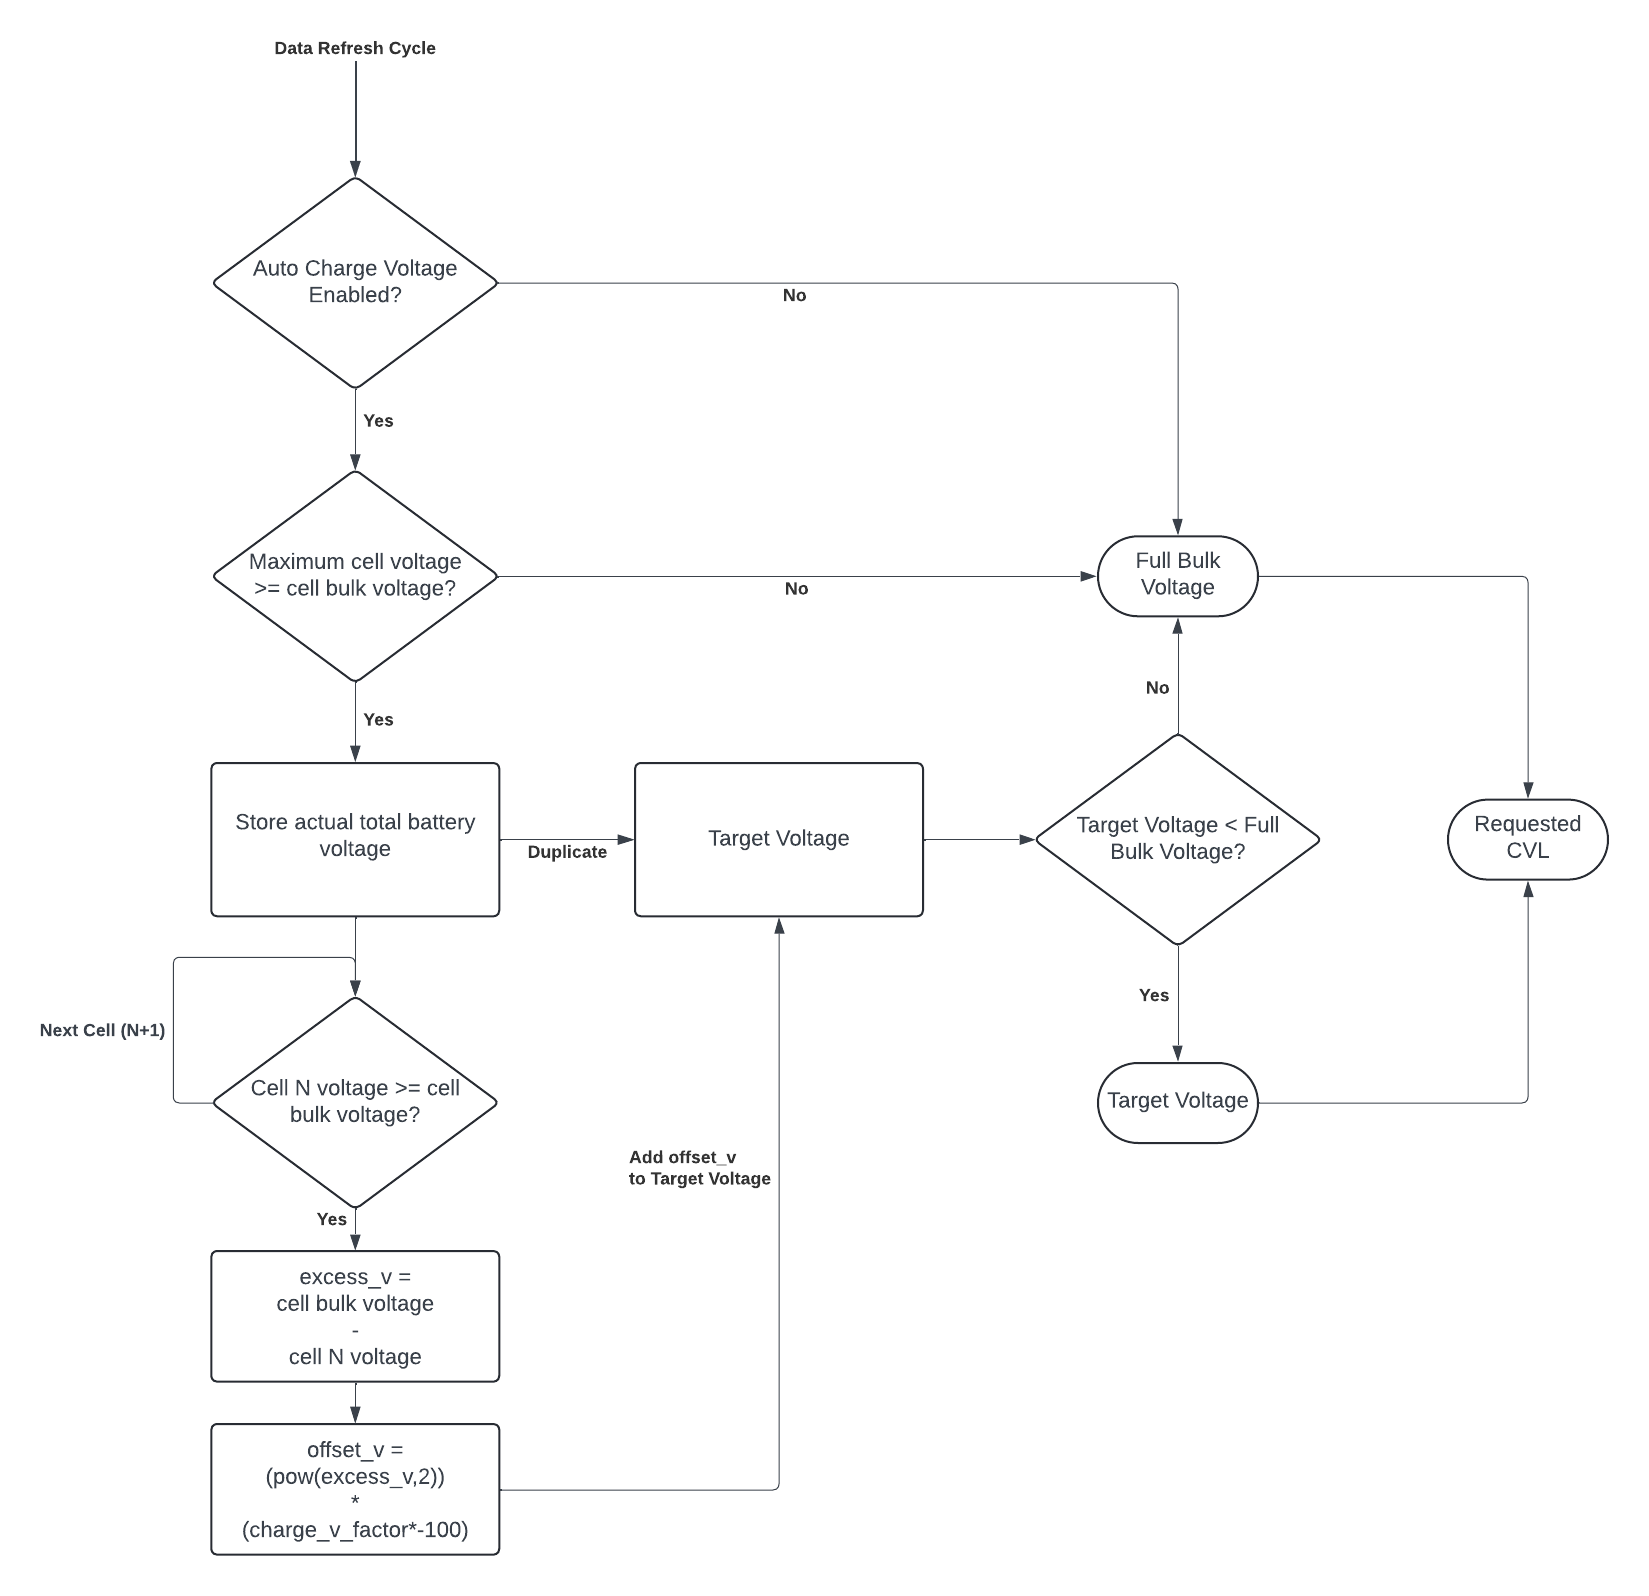 Data Refresh Cycle
Auto Charge Voltage
Enabled?
No
Yes
Maximum cell voltage
>= cell bulk voltage?
No
Full Bulk
Voltage
No
Yes
Store actual total battery
voltage
Duplicate
Target Voltage
Target Voltage < Full
Bulk Voltage?
Requested
CVL
Yes
Next Cell (N+1)
Cell N voltage >= cell
bulk voltage?
Target Voltage
Add offset_v
to Target Voltage
Yes
excess_v =
cell bulk voltage
-
cell N voltage
offset_v =
(pow(excess_v,2))
*
(charge_v_factor*-100)